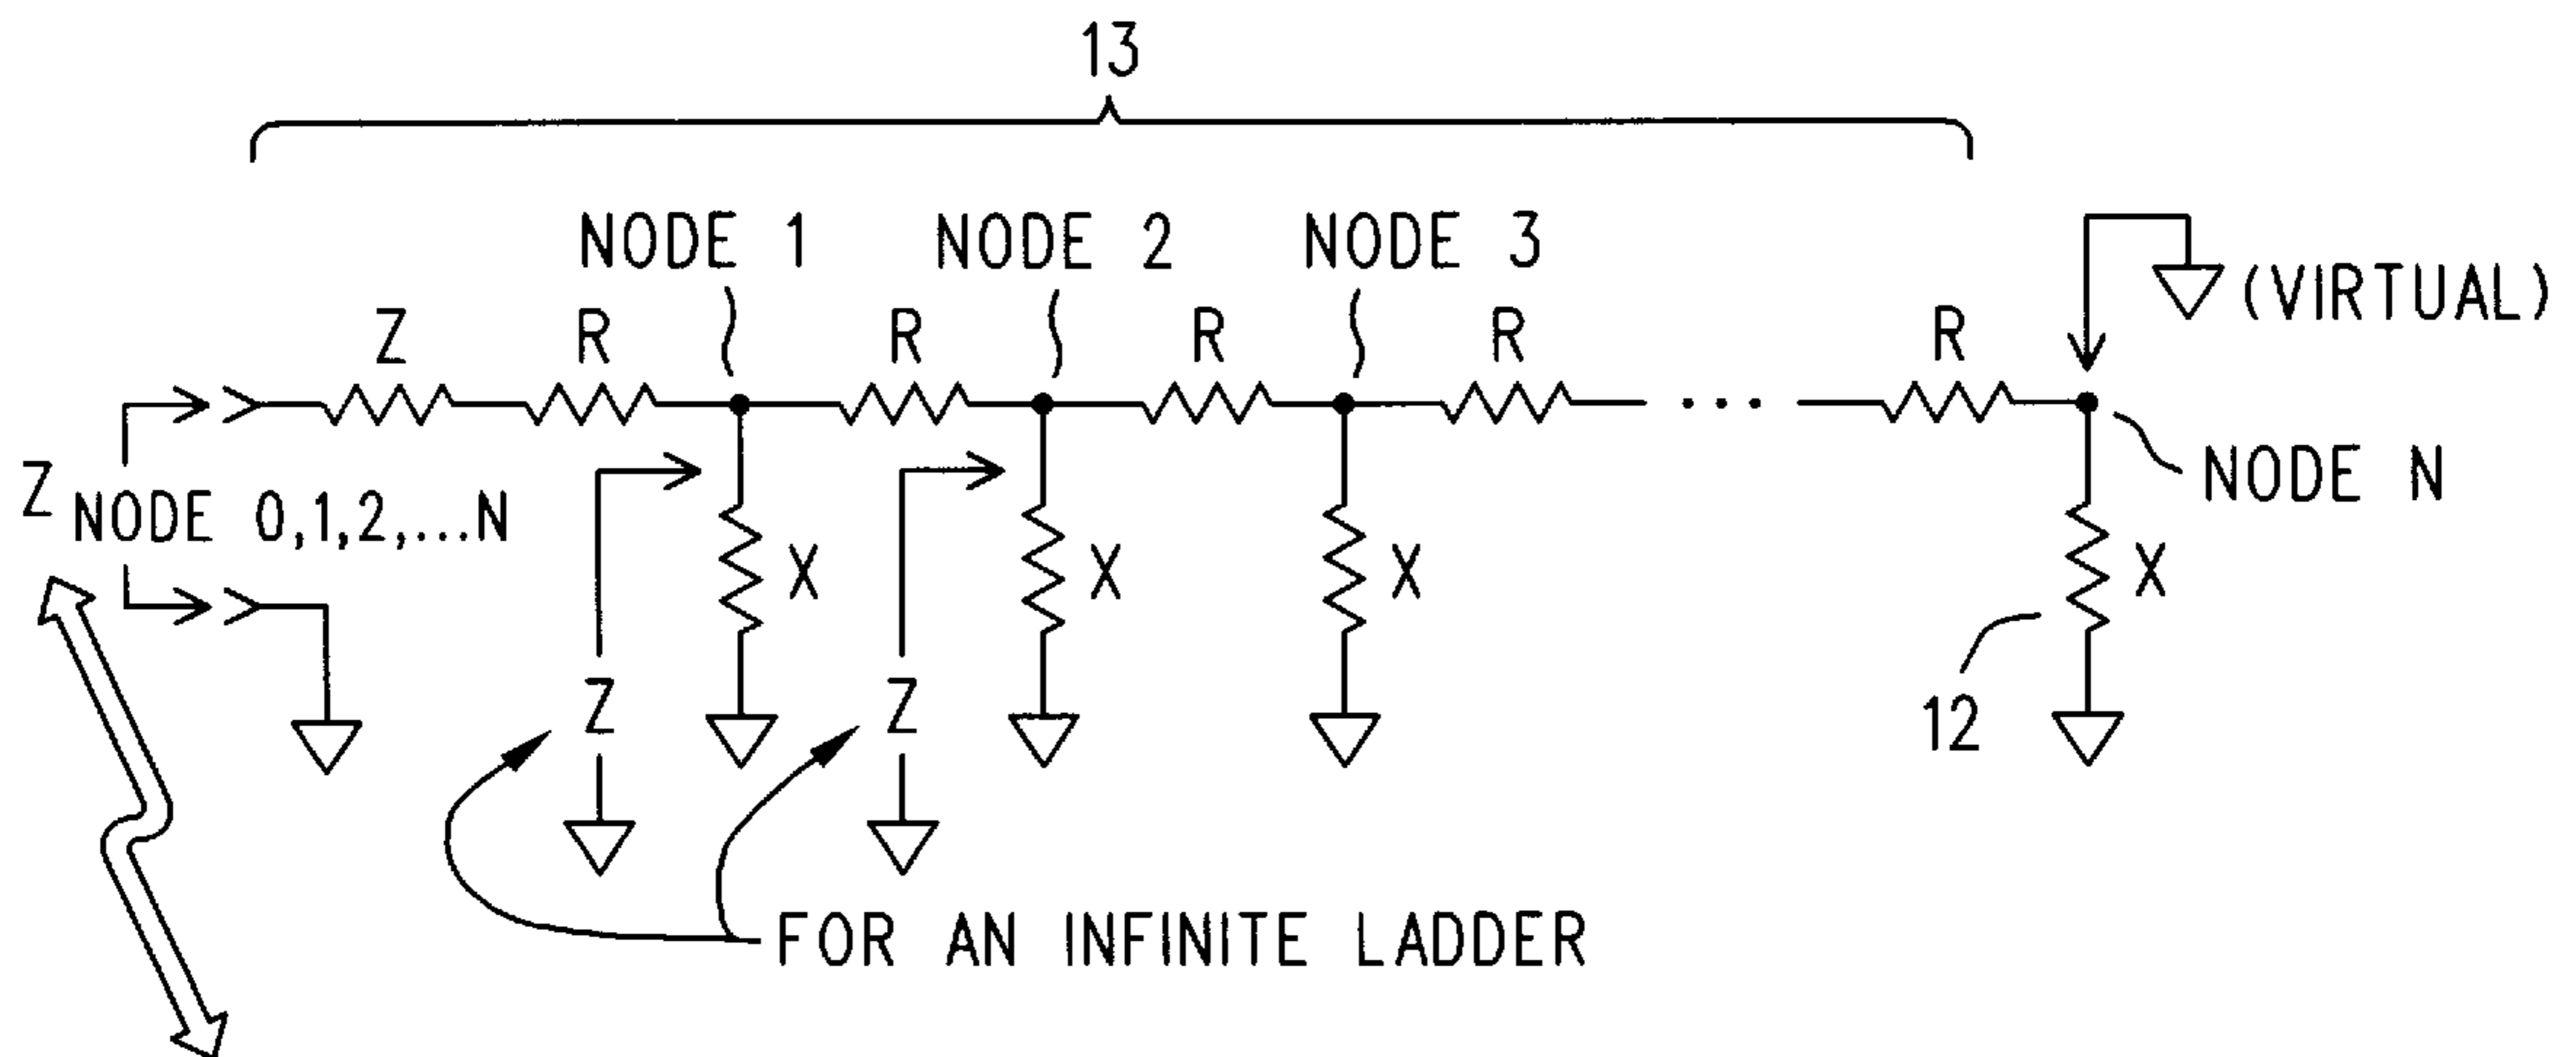 13
NODE 1 NODE 2 NODE 3
(VIRTUAL)
Z R R R R R
Z NODE 0,1,2,...N
NODE N
X X X X
Z Z
12
FOR AN INFINITE LADDER